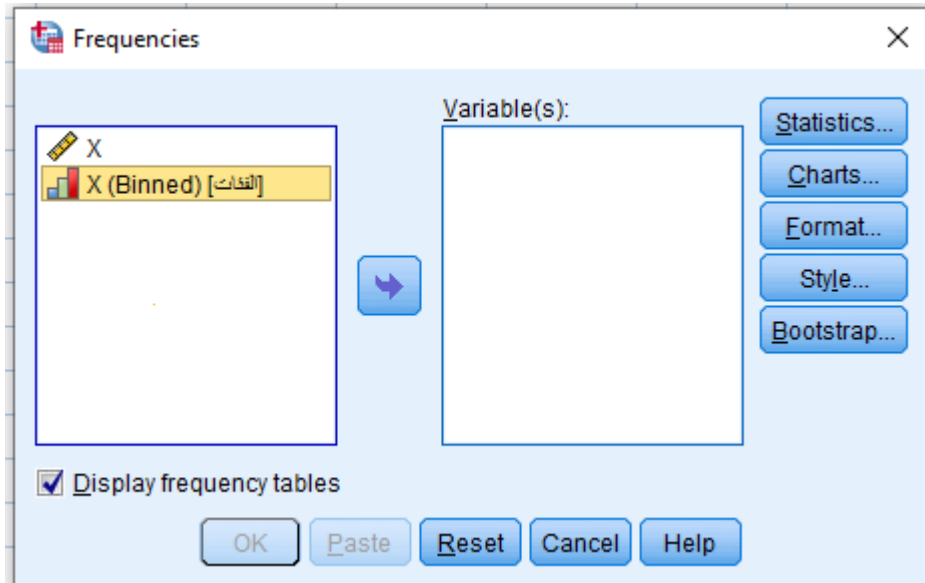 Frequencies
Variable(s):
X
X (Binned) [الفئات]
Statistics...
Charts...
Format...
Style...
Bootstrap...
Display frequency tables
OK
Paste
Reset
Cancel
Help